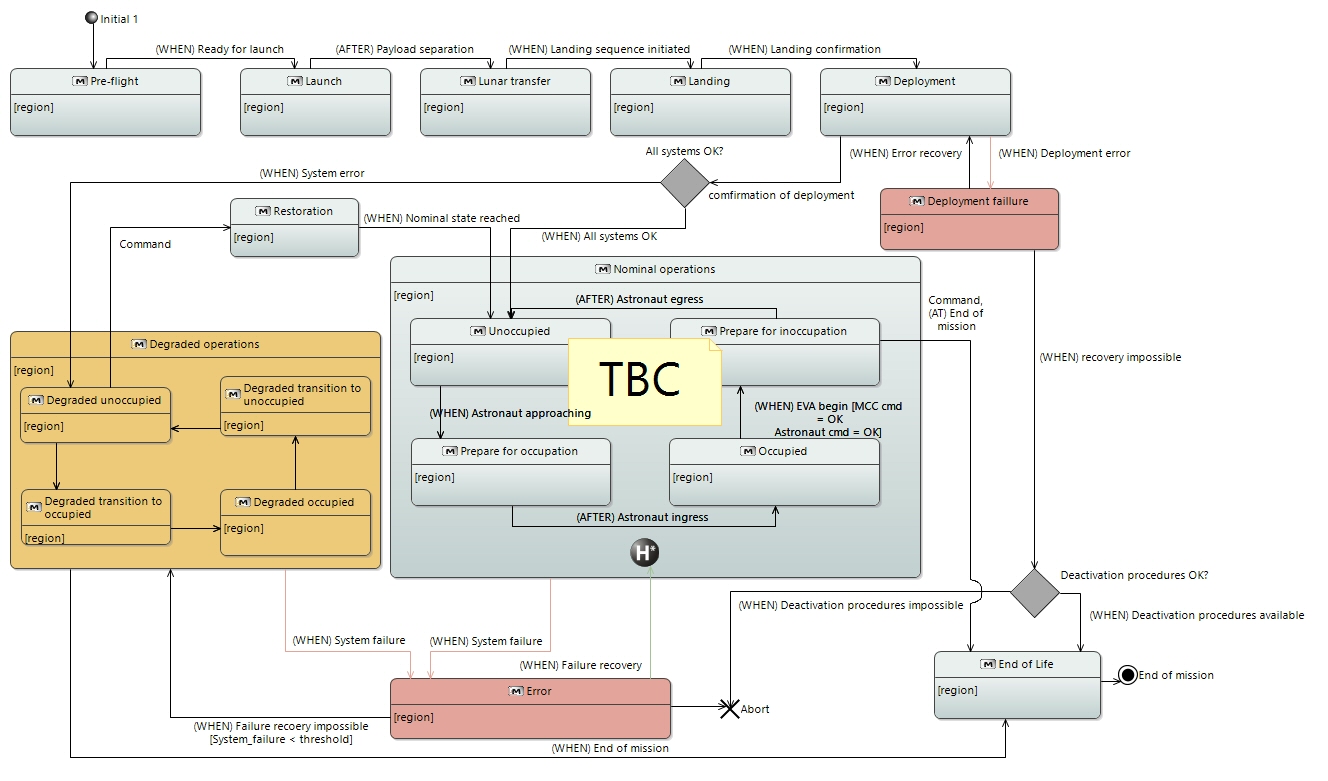 Initial 1
(WHEN) Ready for launch
(AFTER) Payload separation
(WHEN) Landing sequence initiated
(WHEN) Landing confirmation
M Pre-flight
[region]
M Launch
[region]
M Lunar transfer
[region]
M Landing
[region]
M Deployment
[region]
All systems OK?
(WHEN) Error recovery
(WHEN) Deployment error
(WHEN) System error
comfirmation of deployment
M Deployment faillure
[region]
M Restoration
[region]
(WHEN) Nominal state reached
Command
(WHEN) All systems OK
M Nominal operations
[region]
(AFTER) Astronaut egress
Command,
(AT) End of
mission
M Unoccupied
[region]
M Prepare for inoccupation
TBC
(WHEN) recovery impossible
M Degraded operations
[region]
M Degraded unoccupied
[region]
M Degraded transition to
unoccupied
[region]
(WHEN) Astronaut approaching
(WHEN) EVA begin [MCC cmd
= OK
Astronaut cmd = OK]
M Prepare for occupation
[region]
M Occupied
[region]
M Degraded transition to
occupied
[region]
M Degraded occupied
[region]
(AFTER) Astronaut ingress
H*
Deactivation procedures OK?
(WHEN) Deactivation procedures impossible
(WHEN) Deactivation procedures available
(WHEN) System failure
(WHEN) System failure
(WHEN) Failure recovery
M End of Life
[region]
End of mission
M Error
[region]
Abort
(WHEN) Failure recoery impossible
[System_failure < threshold]
(WHEN) End of mission